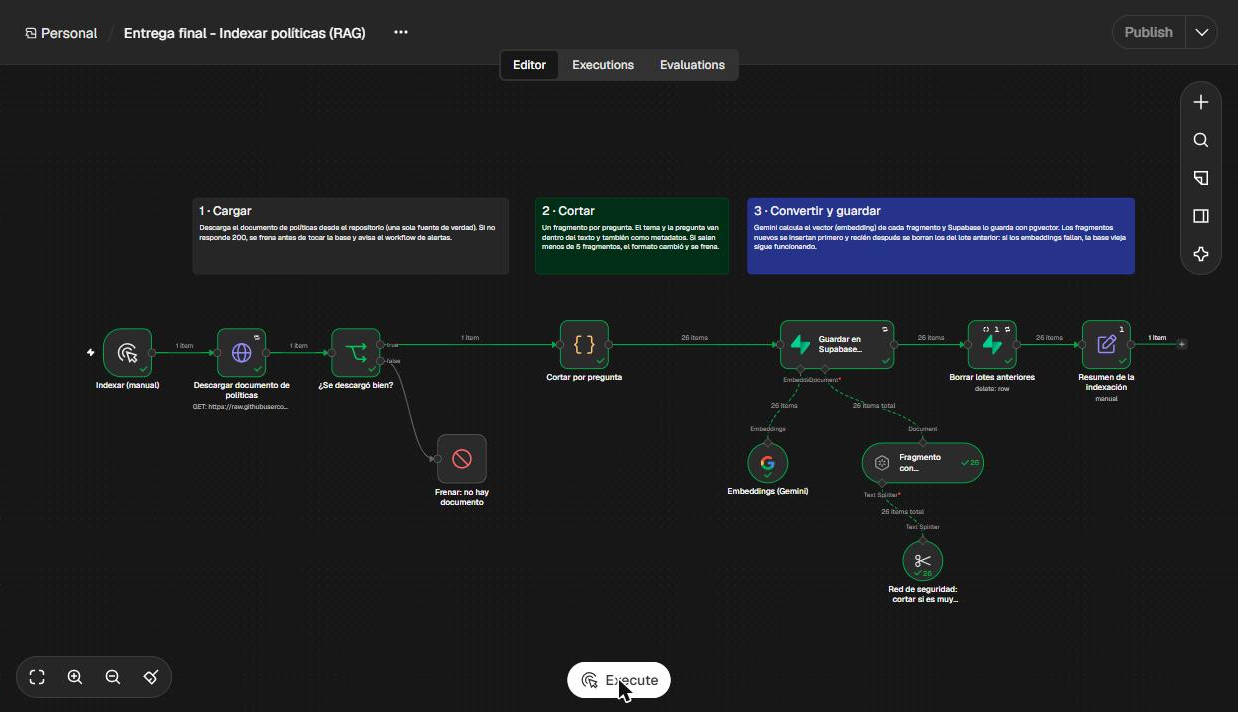 Personal / Entrega final - Indexar políticas (RAG) ...
Publish
Editor Executions Evaluations
1 · Cargar
Descarga el documento de políticas desde el repositorio (una sola fuente de verdad). Si no
responde 200, se frena antes de tocar la base y avisa el workflow de alertas.
2 · Cortar
Un fragmento por pregunta. El tema y la pregunta van
dentro del texto y también como metadatos. Si salen
menos de 5 fragmentos, el formato cambió y se frena.
3 · Convertir y guardar
Gemini calcula el vector (embedding) de cada fragmento y Supabase lo guarda con pgvector. Los fragmentos
nuevos se insertan primero y recién después se borran los del lote anterior: si los embeddings fallan, la base vieja
sigue funcionando.
1 item
1 item
true
false
1 item
26 items
26 items
26 items
1 item
Indexar (manual)
Descargar documento de
políticas
GET: https://raw.githubuserco...
¿Se descargó bien?
Cortar por pregunta
Guardar en
Supabase...
1
Borrar lotes anteriores
delete: row
1
Resumen de la
indexación
manual
Document*
26 items
26 items total
Embeddings
Document
Frenar: no hay
documento
Embeddings (Gemini)
Fragmento
con...
26
Text Splitter*
26 items total
Text Splitter
26
Red de seguridad:
cortar si es muy...
Execute